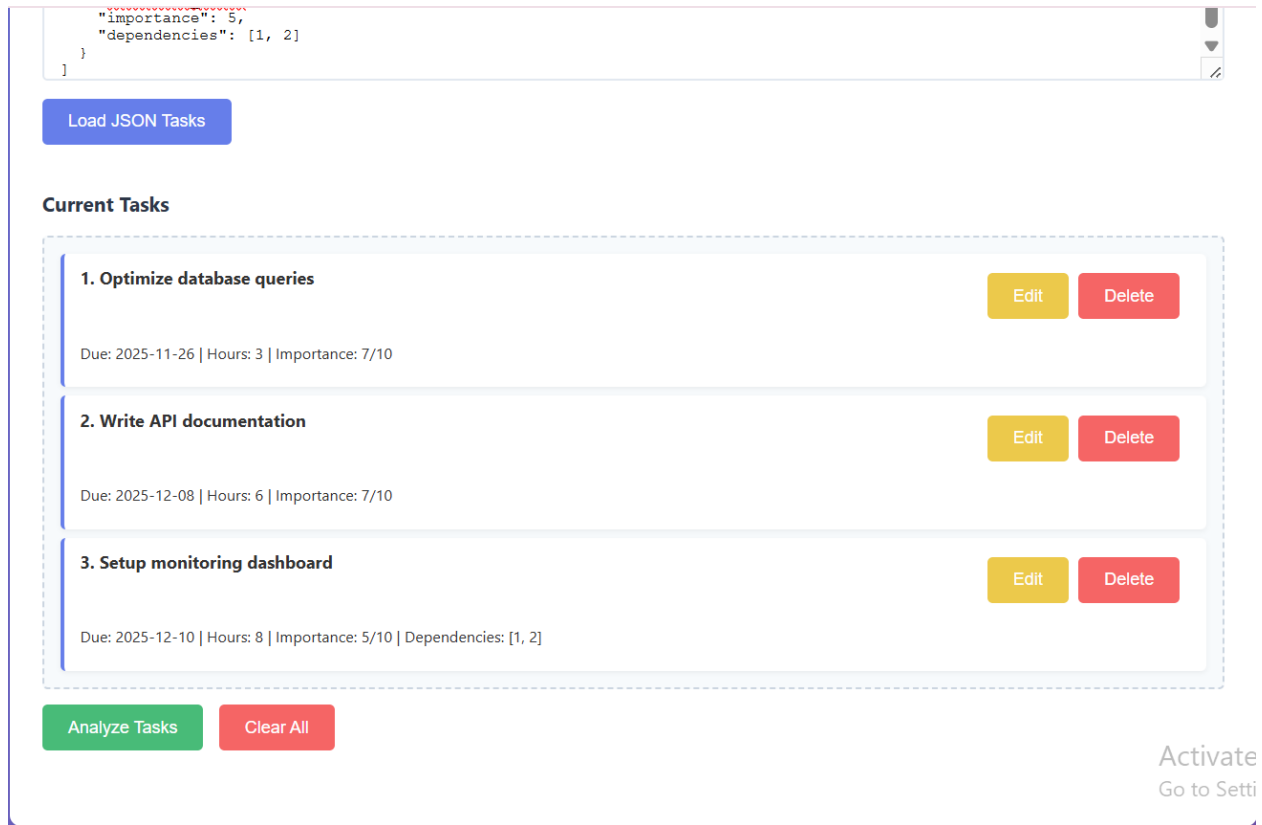 "importance": 5,
"dependencies": [1, 2]
}
]
Load JSON Tasks
Current Tasks
1. Optimize database queries
Edit
Delete
Due: 2025-11-26 | Hours: 3 | Importance: 7/10
2. Write API documentation
Edit
Delete
Due: 2025-12-08 | Hours: 6 | Importance: 7/10
3. Setup monitoring dashboard
Edit
Delete
Due: 2025-12-10 | Hours: 8 | Importance: 5/10 | Dependencies: [1, 2]
Analyze Tasks
Clear All
Activate
Go to Setti